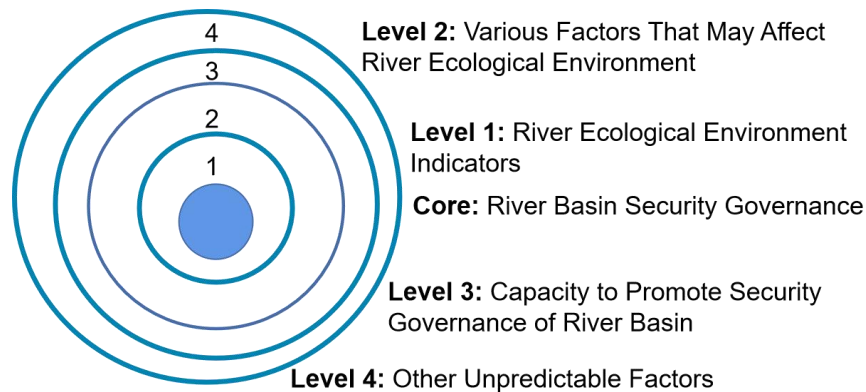 4
3
2
1
Level 2: Various Factors That May Affect
River Ecological Environment
Level 1: River Ecological Environment
Indicators
Core: River Basin Security Governance
Level 3: Capacity to Promote Security
Governance of River Basin
Level 4: Other Unpredictable Factors